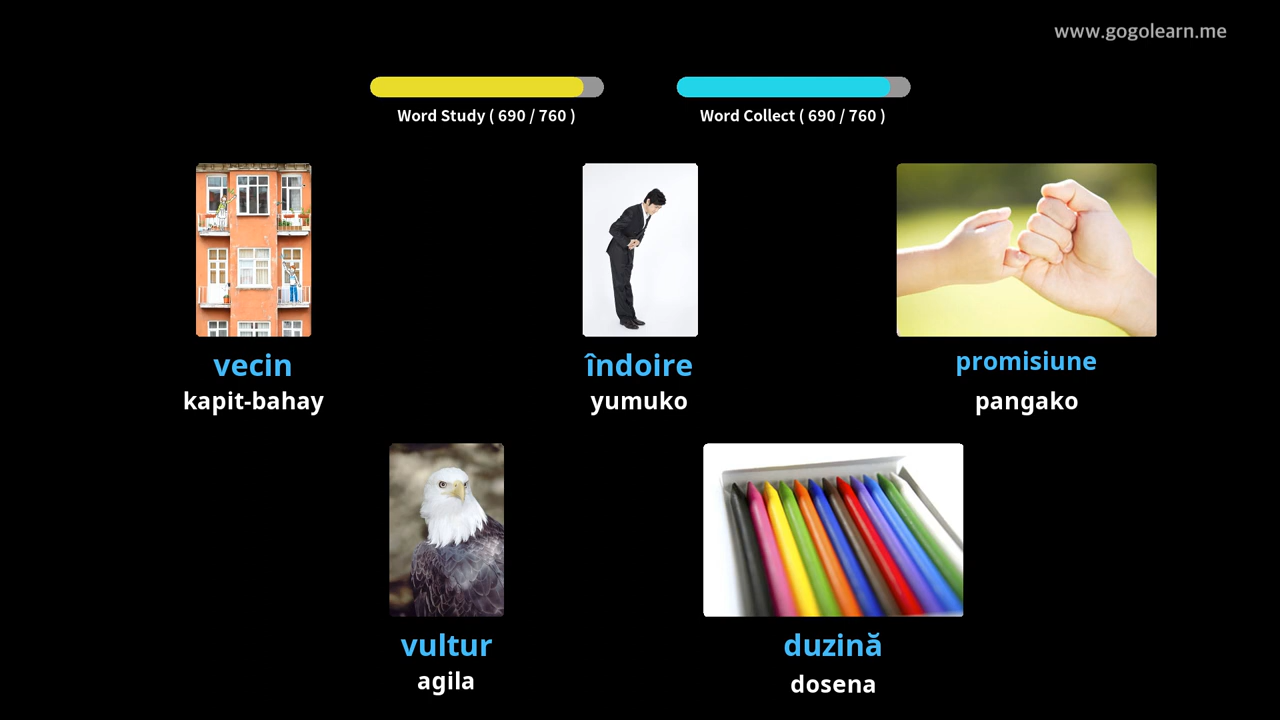 www.gogolearn.me
Word Study ( 690 / 760 )
Word Collect ( 690 / 760 )
vecin
kapit-bahay
îndoire
yumuko
promisiune
pangako
vultur
agila
duzină
dosena